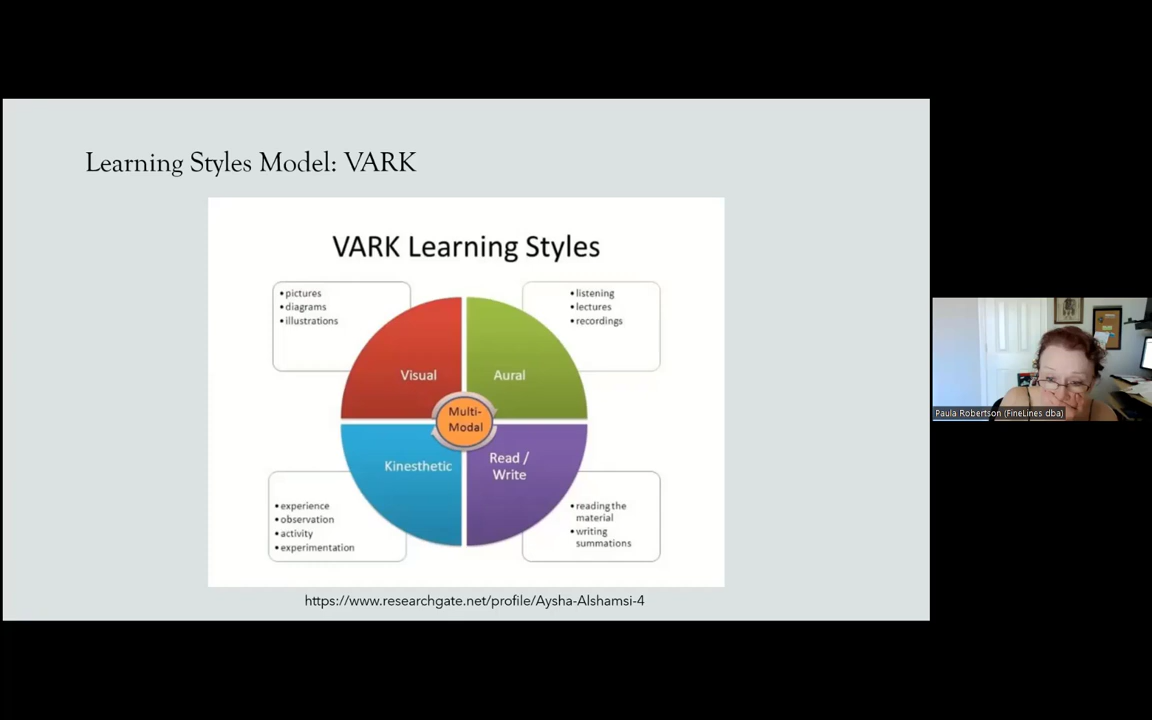 Learning Styles Model: VARK
VARK Learning Styles
• pictures
• diagrams
• illustrations
• listening
• lectures
• recordings
Visual
Aural
Multi-
Modal
Kinesthetic
Read /
Write
• experience
• observation
• activity
• experimentation
• reading the
material
• writing
summations
https://www.researchgate.net/profile/Aysha-Alshamsi-4
Paula Robertson (FineLines dba)